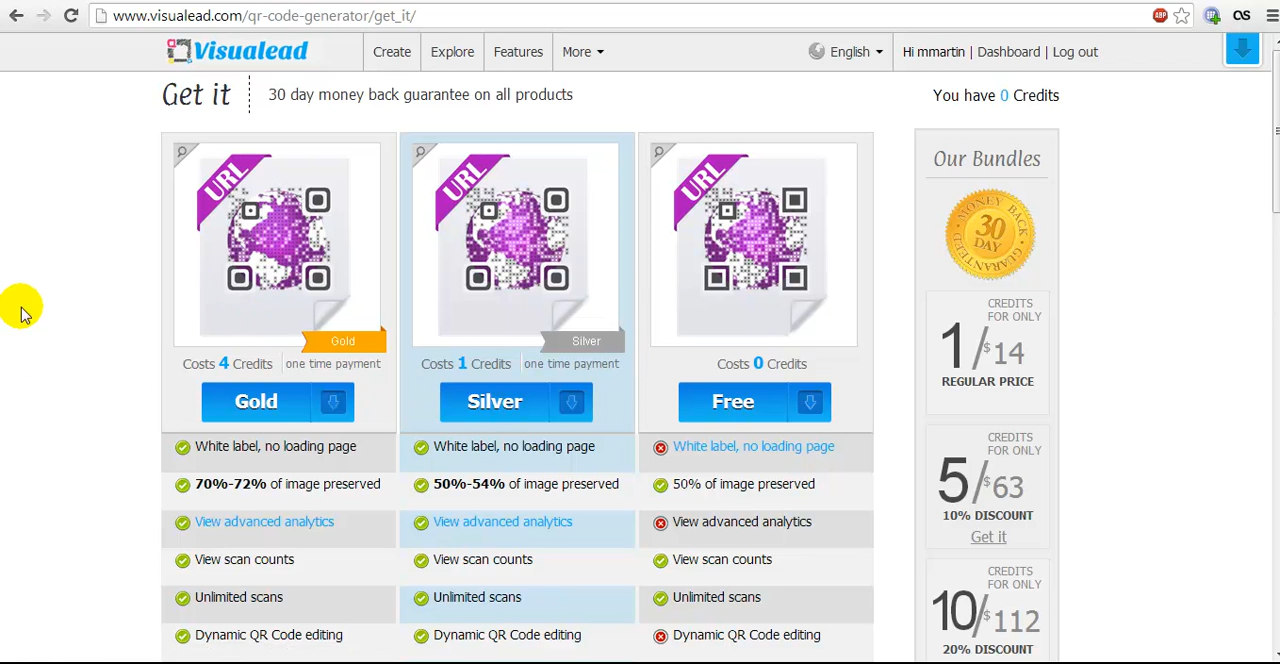 www.visualead.com/qr-code-generator/get_it/
ABP
Visualead
Create
Explore
Features
More
English
Hi mmartin | Dashboard | Log out
Get it
30 day money back guarantee on all products
You have 0 Credits
URL
Gold
Costs 4 Credits
one time payment
Gold
White label, no loading page
70%-72% of image preserved
View advanced analytics
View scan counts
Unlimited scans
Dynamic QR Code editing
URL
Silver
Costs 1 Credits
one time payment
Silver
White label, no loading page
50%-54% of image preserved
View advanced analytics
View scan counts
Unlimited scans
Dynamic QR Code editing
URL
Costs 0 Credits
Free
White label, no loading page
50% of image preserved
View advanced analytics
View scan counts
Unlimited scans
Dynamic QR Code editing
Our Bundles
MONEY BACK
30
DAY
GUARANTEED
CREDITS
FOR ONLY
1/$14
REGULAR PRICE
CREDITS
FOR ONLY
5/$63
10% DISCOUNT
Get it
CREDITS
FOR ONLY
10/$112
20% DISCOUNT